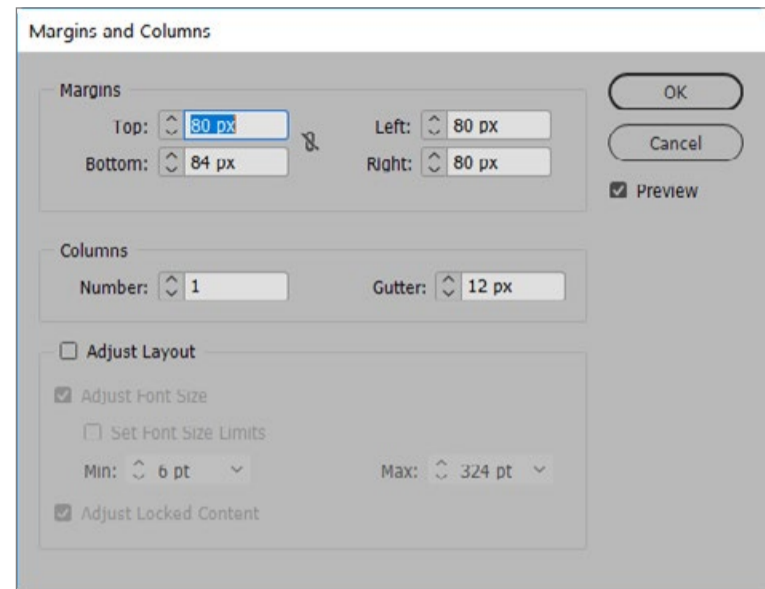 Margins and Columns
Margins
Top: 80 px
Left: 80 px
Bottom: 84 px
Right: 80 px
OK
Cancel
Preview
Columns
Number: 1
Gutter: 12 px
Adjust Layout
Adjust Font Size
Set Font Size Limits
Min: 6 pt
Max: 324 pt
Adjust Locked Content